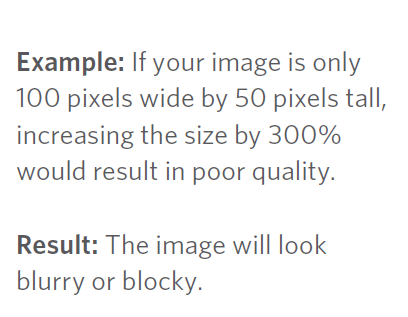 Example: If your image is only
100 pixels wide by 50 pixels tall,
increasing the size by 300%
would result in poor quality.
Result: The image will look
blurry or blocky.